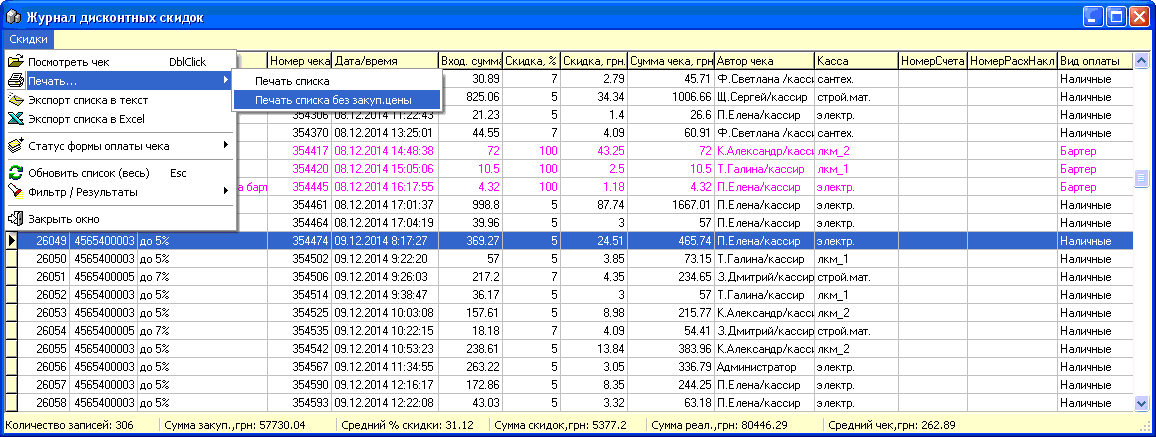 Журнал дисконтных скидок
Скидки
Номер чека Дата/время Вход. сумма Скидка, % Скидка, грн. Сумма чека, грн Автор чека Касса НомерСчета НомерРасхНакл Вид оплаты
Посмотреть чек DblClick
Печать...
Экспорт списка в текст
Экспорт списка в Excel
Статус формы оплаты чека
Обновить список (весь) Esc
Фильтр / Результаты
Закрыть окно
Печать списка
Печать списка без закуп.цены
30.89 7 2.79 45.71 Ф.Светлана /касси сантех. Наличные
825.06 5 34.34 1006.66 Щ.Сергей/кассир строй.мат. Наличные
354306 08.12.2014 11:22:43 21.23 5 1.4 26.6 П.Елена/кассир электр. Наличные
354370 08.12.2014 13:25:01 44.55 5 4.09 60.91 Ф.Светлана /касси сантех. Наличные
354417 08.12.2014 14:48:38 72 100 43.25 72 К.Александр/касси лкм_2 Бартер
354420 08.12.2014 15:05:06 10.5 100 2.5 10.5 Т.Галина/кассир лкм_1 Бартер
а барт 354445 08.12.2014 16:17:55 4.32 100 1.18 4.32 П.Елена/кассир электр. Бартер
354461 08.12.2014 17:01:37 998.8 5 87.74 1667.01 П.Елена/кассир электр. Наличные
354464 08.12.2014 17:04:19 39.96 5 3 57 П.Елена/кассир электр. Наличные
26049 4565400003 до 5% 354474 09.12.2014 8:17:27 369.27 5 24.51 465.74 П.Елена/кассир электр. Наличные
26050 4565400003 до 5% 354502 09.12.2014 9:22:20 57 5 3.85 73.15 Т.Галина/кассир лкм_1 Наличные
26051 4565400005 до 7% 354506 09.12.2014 9:26:03 217.2 7 4.35 234.65 З.Дмитрий/кассир строй.мат. Наличные
26052 4565400003 до 5% 354514 09.12.2014 9:38:47 36.17 5 3 57 Т.Галина/кассир лкм_1 Наличные
26053 4565400003 до 5% 354525 09.12.2014 10:03:08 157.61 5 8.98 215.77 К.Александр/касси лкм_2 Наличные
26054 4565400005 до 7% 354535 09.12.2014 10:22:15 18.18 7 4.09 54.41 З.Дмитрий/кассир строй.мат. Наличные
26055 4565400003 до 5% 354542 09.12.2014 10:53:23 238.61 5 13.84 383.96 К.Александр/касси лкм_2 Наличные
26056 4565400003 до 5% 354567 09.12.2014 11:34:55 263.22 5 3.05 336.79 Администратор электр. Наличные
26057 4565400003 до 5% 354590 09.12.2014 12:16:17 172.86 5 8.35 244.25 П.Елена/кассир электр. Наличные
26058 4565400003 до 5% 354593 09.12.2014 12:22:08 43.03 5 3.32 63.18 П.Елена/кассир электр. Наличные
Количество записей: 306 Сумма закуп.,грн: 57730.04 Средний % скидки: 31.12 Сумма скидок,грн: 5377.2 Сумма реал.,грн: 80446.29 Средний чек,грн: 262.89